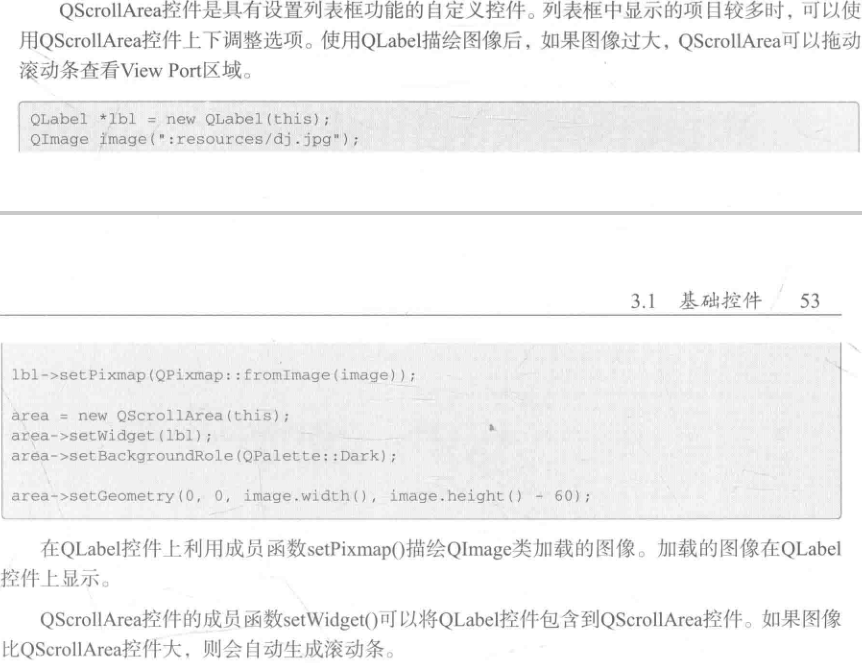 QScrollArea控件是具有设置列表框功能的自定义控件。列表框中显示的项目较多时，可以使
用QScrollArea控件上下调整选项。使用QLabel描绘图像后，如果图像过大，QScrollArea可以拖动
滚动条查看View Port区域。
QLabel *lbl = new QLabel(this);
QImage image(":resources/dj.jpg");
3.1 基础控件 53
lbl->setPixmap(QPixmap::fromImage(image));
area = new QScrollArea(this);
area->setWidget(lbl);
area->setBackgroundRole(QPalette::Dark);
area->setGeometry(0, 0, image.width(), image.height() - 60);
在QLabel控件上利用成员函数setPixmap()描绘QImage类加载的图像。加载的图像在QLabel
控件上显示。
QScrollArea控件的成员函数setWidget()可以将QLabel控件包含到QScrollArea控件。如果图像
比QScrollArea控件大，则会自动生成滚动条。